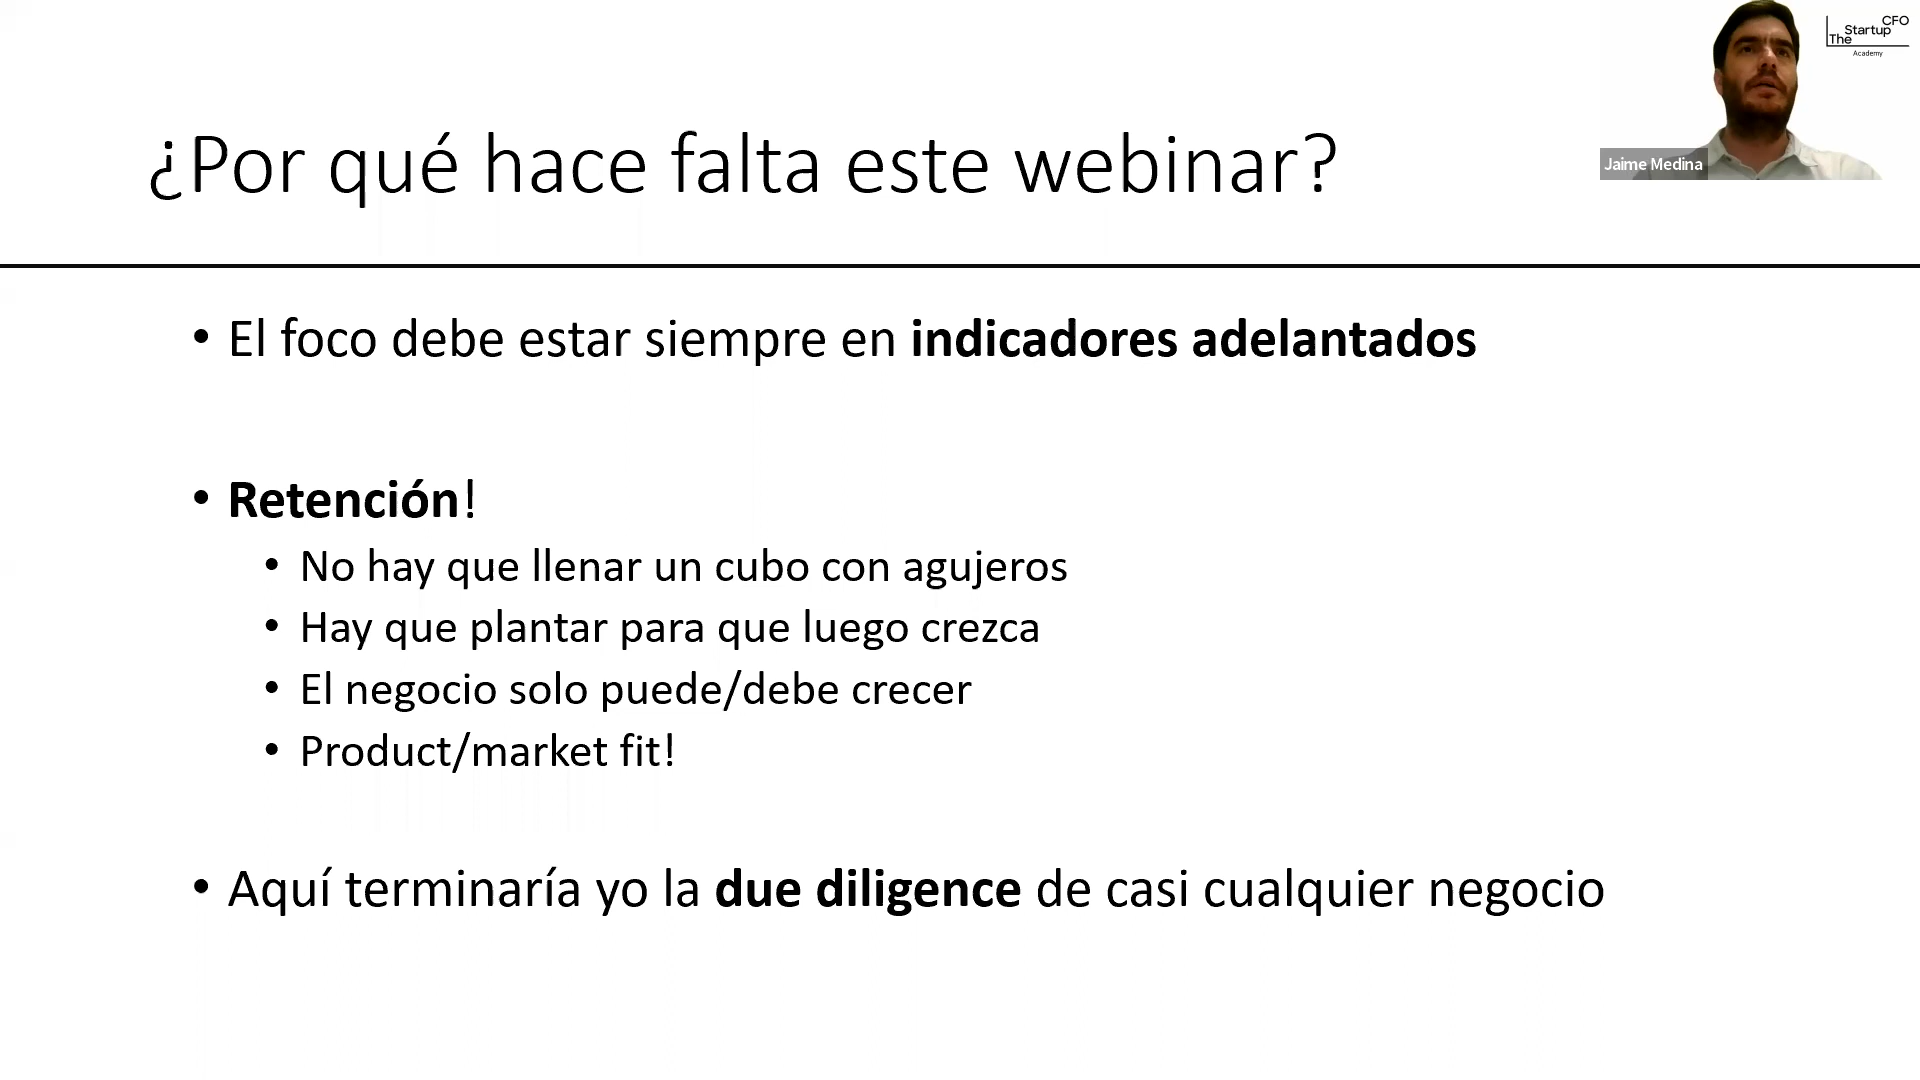 The Startup CFO
Academy
Jaime Medina
¿Por qué hace falta este webinar?
• El foco debe estar siempre en indicadores adelantados
• Retención!
• No hay que llenar un cubo con agujeros
• Hay que plantar para que luego crezca
• El negocio solo puede/debe crecer
• Product/market fit!
• Aquí terminaría yo la due diligence de casi cualquier negocio